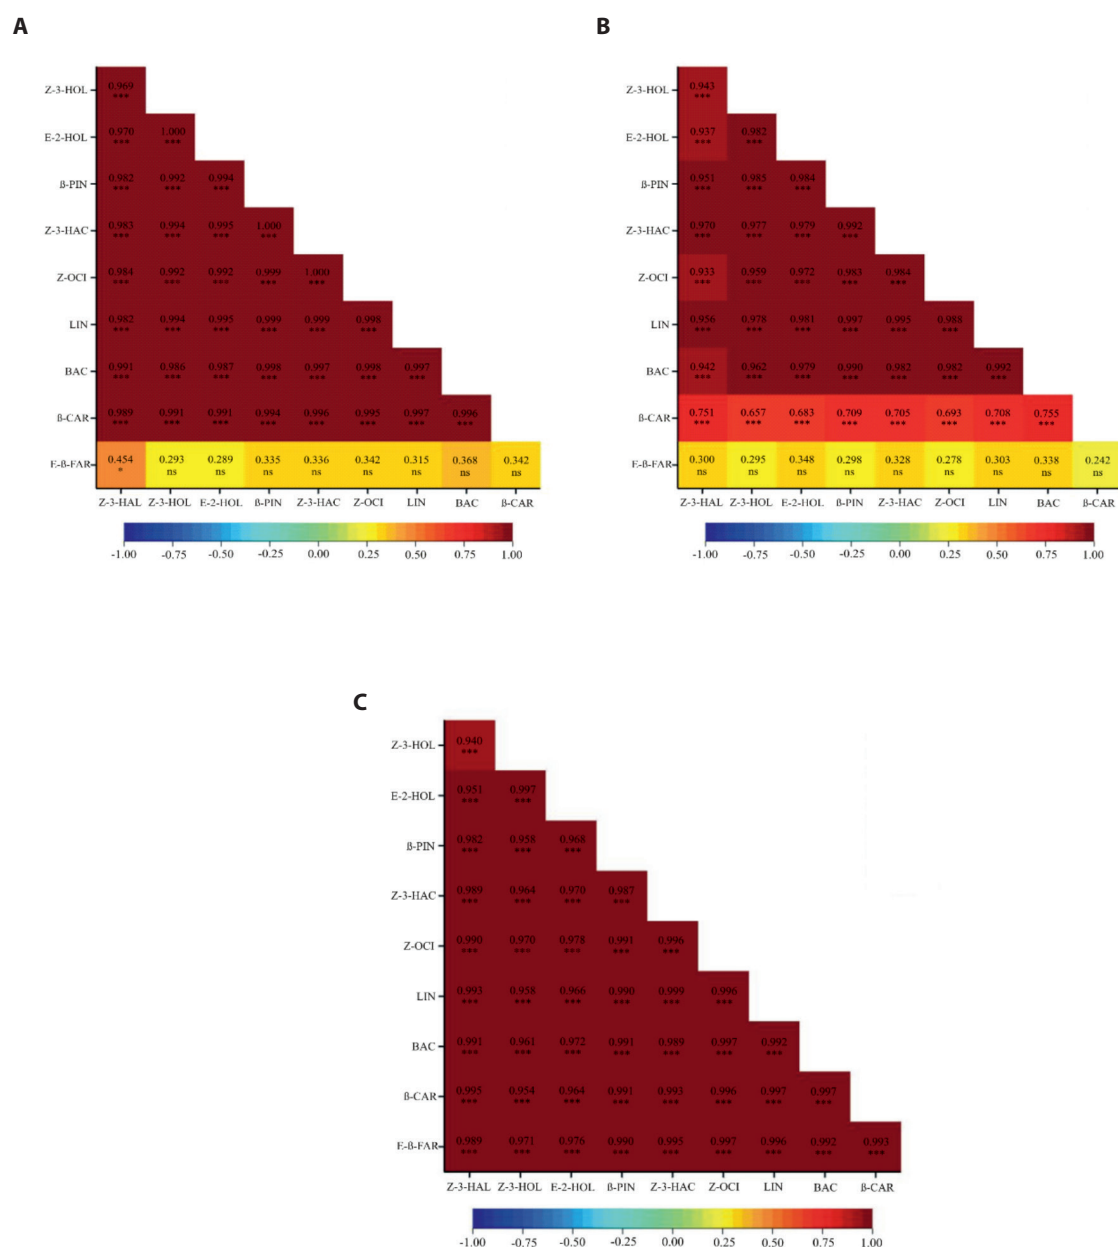 A
Z-3-HOL 0.969
***
E-2-HOL 0.970 1.000
*** ***
ß-PIN 0.982 0.992 0.994
*** *** ***
Z-3-HAC 0.983 0.994 0.995 1.000
*** *** *** ***
Z-OCI 0.984 0.992 0.992 0.999 1.000
*** *** *** *** ***
LIN 0.982 0.994 0.995 0.999 0.999 0.998
*** *** *** *** *** ***
BAC 0.991 0.986 0.987 0.998 0.997 0.998 0.997
*** *** *** *** *** *** ***
ß-CAR 0.989 0.991 0.991 0.994 0.996 0.995 0.997 0.996
*** *** *** *** *** *** *** ***
E-ß-FAR 0.454 0.293 0.289 0.335 0.336 0.342 0.315 0.368 0.342
* ns ns ns ns ns ns ns ns
Z-3-HAL Z-3-HOL E-2-HOL ß-PIN Z-3-HAC Z-OCI LIN BAC ß-CAR
-1.00 -0.75 -0.50 -0.25 0.00 0.25 0.50 0.75 1.00
B
Z-3-HOL 0.943
***
E-2-HOL 0.937 0.982
*** ***
ß-PIN 0.951 0.985 0.984
*** *** ***
Z-3-HAC 0.970 0.977 0.979 0.992
*** *** *** ***
Z-OCI 0.933 0.959 0.972 0.983 0.984
*** *** *** *** ***
LIN 0.956 0.978 0.981 0.997 0.995 0.988
*** *** *** *** *** ***
BAC 0.942 0.962 0.979 0.990 0.982 0.982 0.992
*** *** *** *** *** *** ***
ß-CAR 0.751 0.657 0.683 0.709 0.705 0.693 0.708 0.755
*** *** *** *** *** *** *** ***
E-ß-FAR 0.300 0.295 0.348 0.298 0.328 0.278 0.303 0.338 0.242
ns ns ns ns ns ns ns ns ns
Z-3-HAL Z-3-HOL E-2-HOL ß-PIN Z-3-HAC Z-OCI LIN BAC ß-CAR
-1.00 -0.75 -0.50 -0.25 0.00 0.25 0.50 0.75 1.00
C
Z-3-HOL 0.940
***
E-2-HOL 0.951 0.997
*** ***
ß-PIN 0.982 0.958 0.968
*** *** ***
Z-3-HAC 0.989 0.964 0.970 0.987
*** *** *** ***
Z-OCI 0.990 0.970 0.978 0.991 0.996
*** *** *** *** ***
LIN 0.993 0.958 0.966 0.990 0.999 0.996
*** *** *** *** *** ***
BAC 0.991 0.961 0.972 0.991 0.989 0.997 0.992
*** *** *** *** *** *** ***
ß-CAR 0.995 0.954 0.964 0.991 0.993 0.996 0.997 0.997
*** *** *** *** *** *** *** ***
E-ß-FAR 0.989 0.971 0.976 0.990 0.995 0.997 0.996 0.992 0.993
*** *** *** *** *** *** *** *** ***
Z-3-HAL Z-3-HOL E-2-HOL ß-PIN Z-3-HAC Z-OCI LIN BAC ß-CAR
-1.00 -0.75 -0.50 -0.25 0.00 0.25 0.50 0.75 1.00